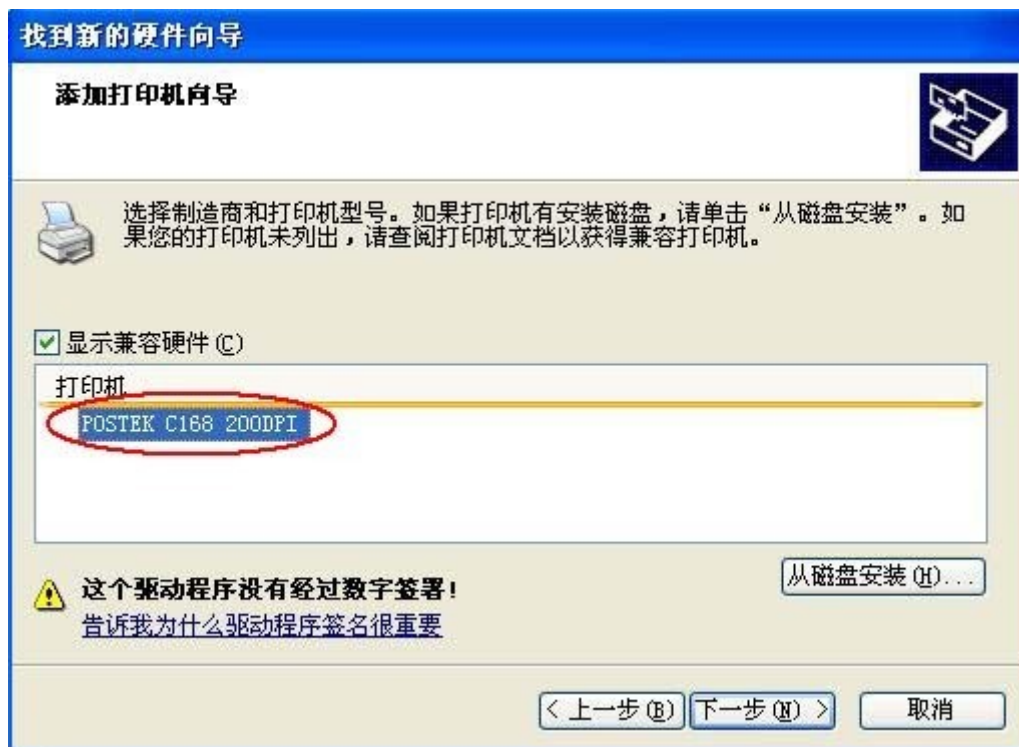 找到新的硬件向导
添加打印机向导
选择制造商和打印机型号。如果打印机有安装磁盘，请单击“从磁盘安装”。如
果您的打印机未列出，请查阅打印机文档以获得兼容打印机。
显示兼容硬件(C)
打印机
POSTEK C168 200DPI
这个驱动程序没有经过数字签署!
从磁盘安装(H)...
告诉我为什么驱动程序签名很重要
< 上一步(B)
下一步(N) >
取消